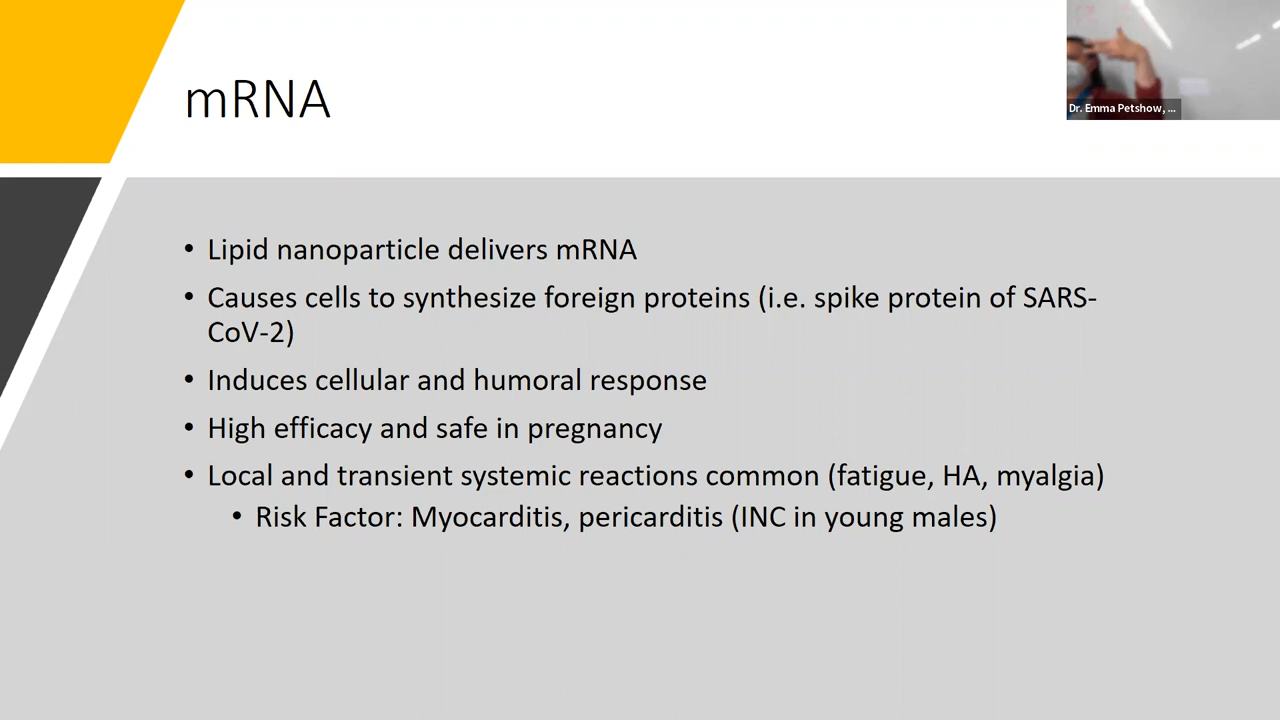 mRNA
Dr. Emma Petshow, ...
• Lipid nanoparticle delivers mRNA
• Causes cells to synthesize foreign proteins (i.e. spike protein of SARS-
CoV-2)
• Induces cellular and humoral response
• High efficacy and safe in pregnancy
• Local and transient systemic reactions common (fatigue, HA, myalgia)
• Risk Factor: Myocarditis, pericarditis (INC in young males)